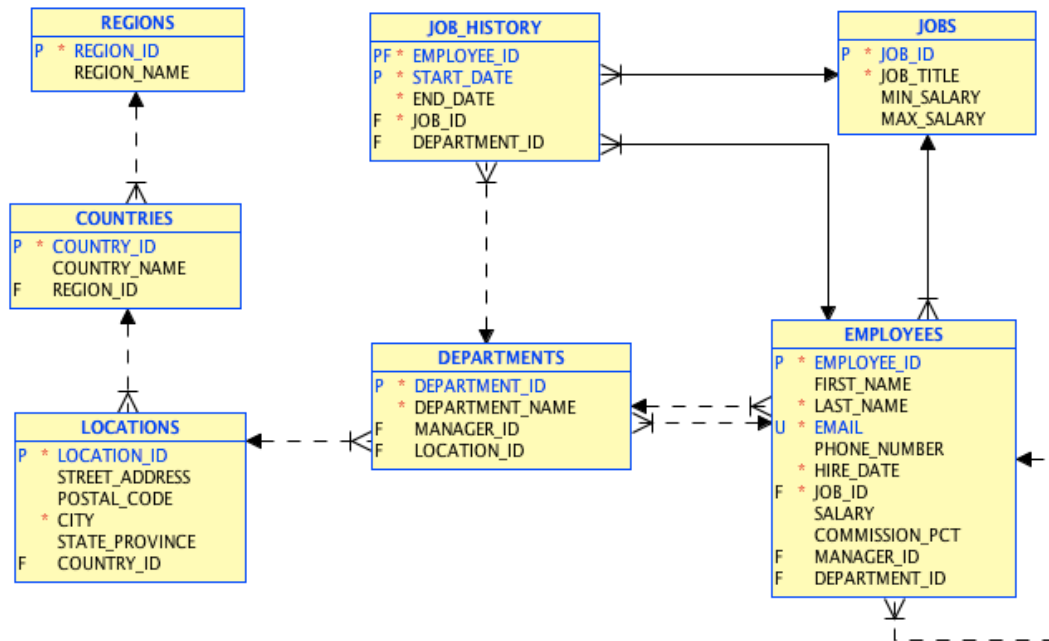 REGIONS
P * REGION_ID
REGION_NAME
JOB_HISTORY
PF * EMPLOYEE_ID
P * START_DATE
* END_DATE
F * JOB_ID
F DEPARTMENT_ID
JOBS
P * JOB_ID
* JOB_TITLE
MIN_SALARY
MAX_SALARY
COUNTRIES
P * COUNTRY_ID
COUNTRY_NAME
F REGION_ID
DEPARTMENTS
P * DEPARTMENT_ID
* DEPARTMENT_NAME
F MANAGER_ID
F LOCATION_ID
EMPLOYEES
P * EMPLOYEE_ID
FIRST_NAME
* LAST_NAME
U * EMAIL
PHONE_NUMBER
* HIRE_DATE
F * JOB_ID
SALARY
COMMISSION_PCT
F MANAGER_ID
F DEPARTMENT_ID
LOCATIONS
P * LOCATION_ID
STREET_ADDRESS
POSTAL_CODE
* CITY
STATE_PROVINCE
F COUNTRY_ID